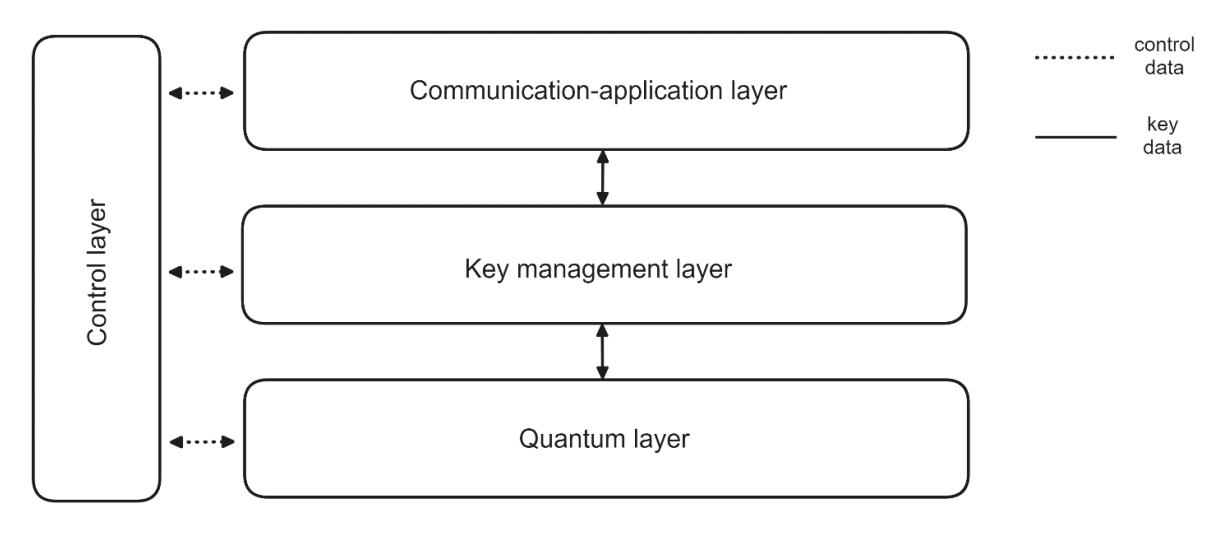 Communication-application layer
Key management layer
Quantum layer
Control layer
control
data
key
data